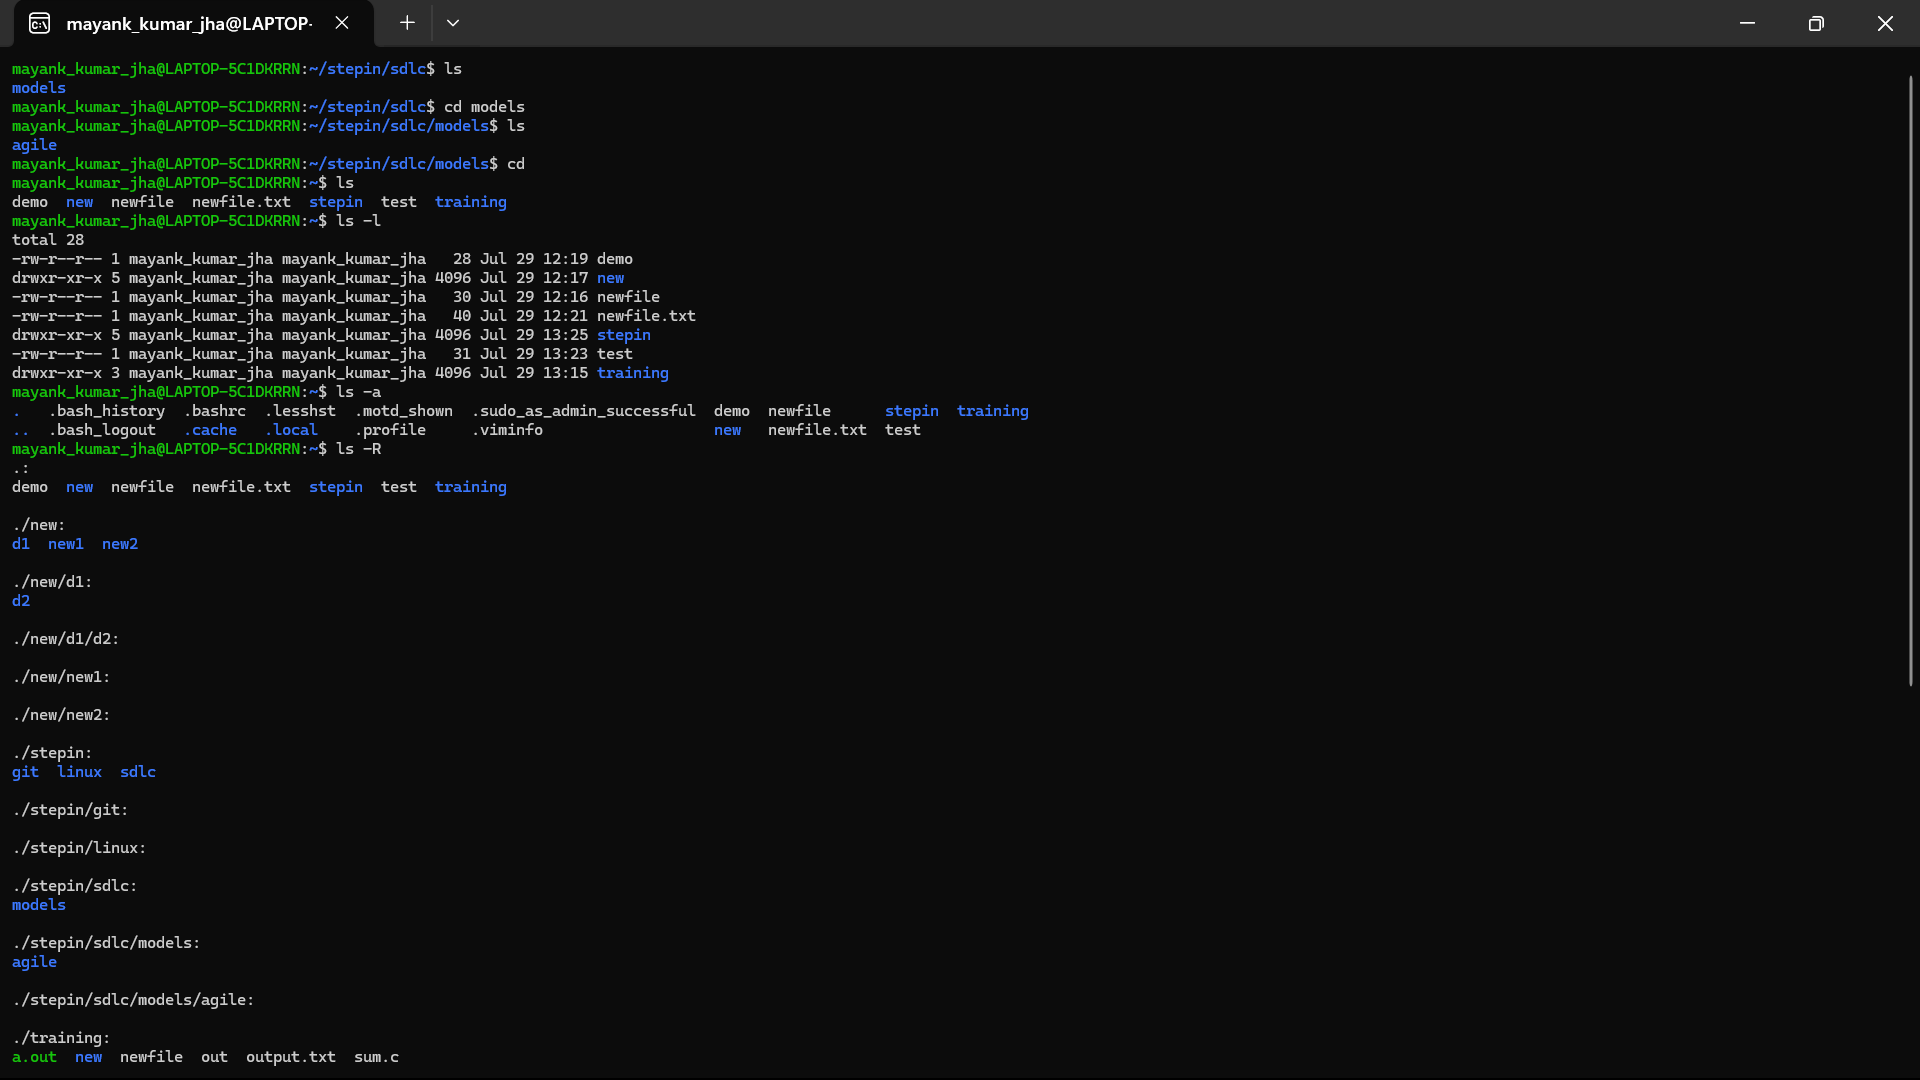 mayank_kumar_jha@LAPTOP-
mayank_kumar_jha@LAPTOP-5C1DKRRN:~/stepin/sdlc$ ls
models
mayank_kumar_jha@LAPTOP-5C1DKRRN:~/stepin/sdlc$ cd models
mayank_kumar_jha@LAPTOP-5C1DKRRN:~/stepin/sdlc/models$ ls
agile
mayank_kumar_jha@LAPTOP-5C1DKRRN:~/stepin/sdlc/models$ cd
mayank_kumar_jha@LAPTOP-5C1DKRRN:~$ ls
demo  new  newfile  newfile.txt  stepin  test  training
mayank_kumar_jha@LAPTOP-5C1DKRRN:~$ ls -l
total 28
-rw-r--r-- 1 mayank_kumar_jha mayank_kumar_jha   28 Jul 29 12:19 demo
drwxr-xr-x 5 mayank_kumar_jha mayank_kumar_jha 4096 Jul 29 12:17 new
-rw-r--r-- 1 mayank_kumar_jha mayank_kumar_jha   30 Jul 29 12:16 newfile
-rw-r--r-- 1 mayank_kumar_jha mayank_kumar_jha   40 Jul 29 12:21 newfile.txt
drwxr-xr-x 5 mayank_kumar_jha mayank_kumar_jha 4096 Jul 29 13:25 stepin
-rw-r--r-- 1 mayank_kumar_jha mayank_kumar_jha   31 Jul 29 13:23 test
drwxr-xr-x 3 mayank_kumar_jha mayank_kumar_jha 4096 Jul 29 13:15 training
mayank_kumar_jha@LAPTOP-5C1DKRRN:~$ ls -a
.   .bash_history  .bashrc  .lesshst  .motd_shown  .sudo_as_admin_successful  demo  newfile      stepin  training
..  .bash_logout   .cache   .local    .profile     .viminfo                   new   newfile.txt  test
mayank_kumar_jha@LAPTOP-5C1DKRRN:~$ ls -R
.:
demo  new  newfile  newfile.txt  stepin  test  training
./new:
d1  new1  new2
./new/d1:
d2
./new/d1/d2:
./new/new1:
./new/new2:
./stepin:
git  linux  sdlc
./stepin/git:
./stepin/linux:
./stepin/sdlc:
models
./stepin/sdlc/models:
agile
./stepin/sdlc/models/agile:
./training:
a.out  new  newfile  out  output.txt  sum.c